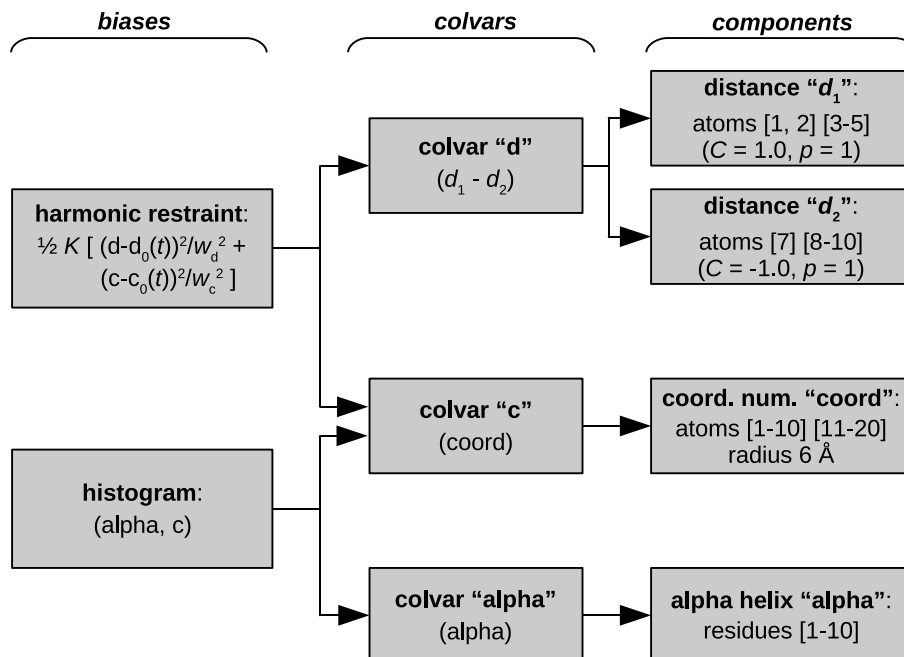 biases
colvars
components
harmonic restraint:
½ K [ (d-d₀(t))²/w_d² +
(c-c₀(t))²/w_c² ]
histogram:
(alpha, c)
colvar “d”
(d₁ - d₂)
colvar “c”
(coord)
colvar “alpha”
(alpha)
distance “d₁”:
atoms [1, 2] [3-5]
(C = 1.0, p = 1)
distance “d₂”:
atoms [7] [8-10]
(C = -1.0, p = 1)
coord. num. “coord”:
atoms [1-10] [11-20]
radius 6 Å
alpha helix “alpha”:
residues [1-10]